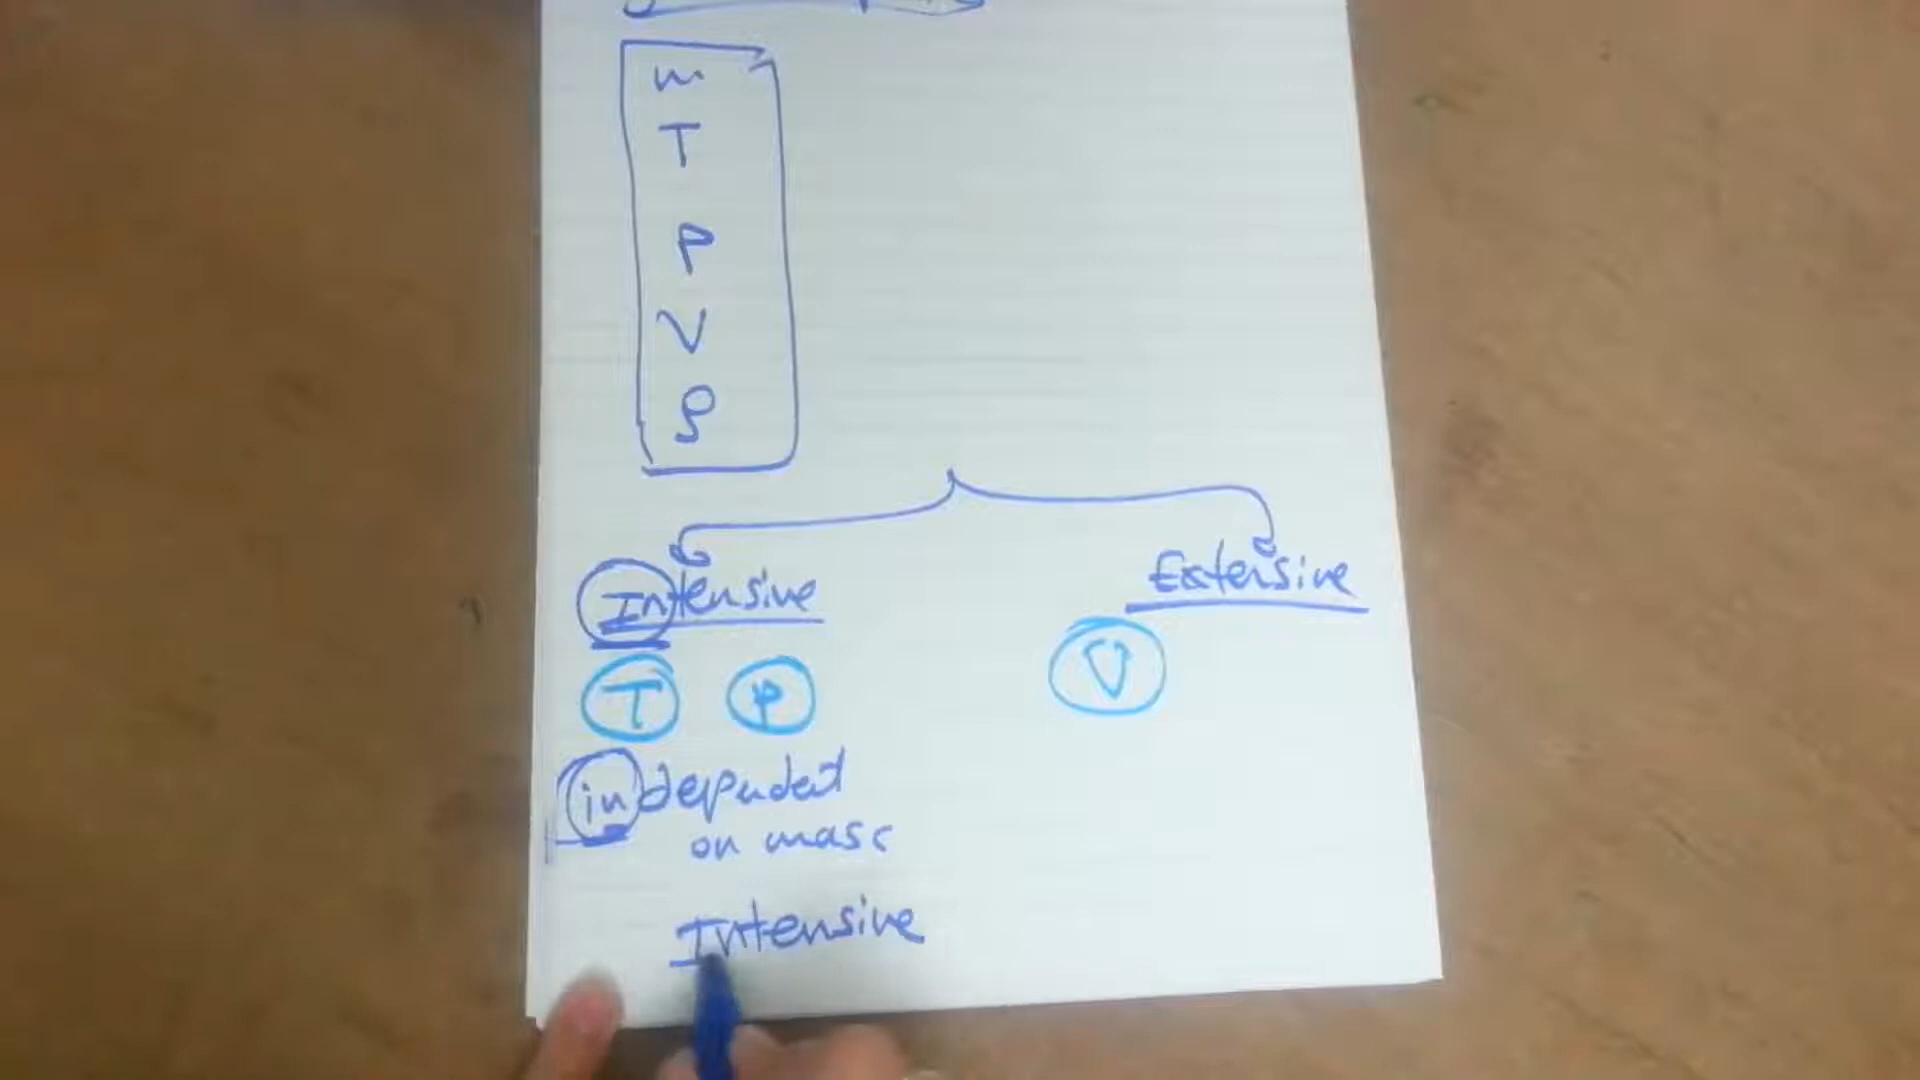 m
T
P
V
ρ
Intensive
Extensive
T P
V
independent
on mass
Intensive